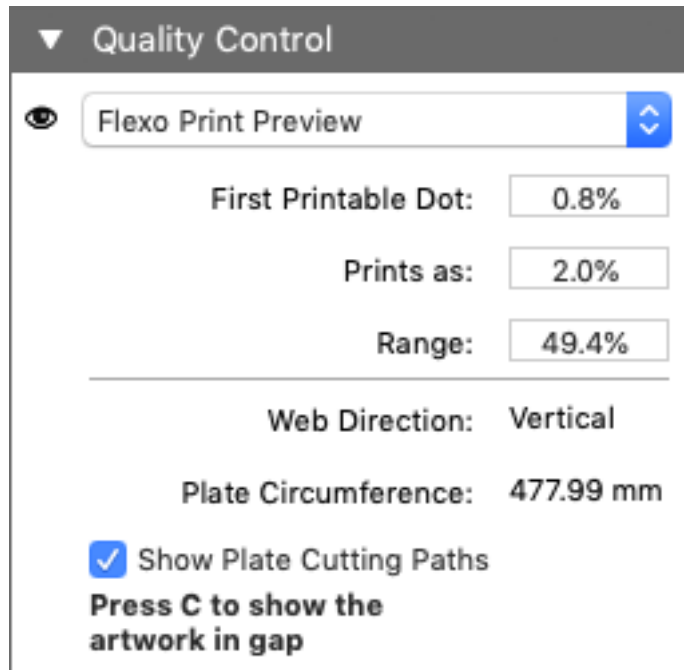 Quality Control
Flexo Print Preview
First Printable Dot: 0.8%
Prints as: 2.0%
Range: 49.4%
Web Direction: Vertical
Plate Circumference: 477.99 mm
Show Plate Cutting Paths
Press C to show the
artwork in gap